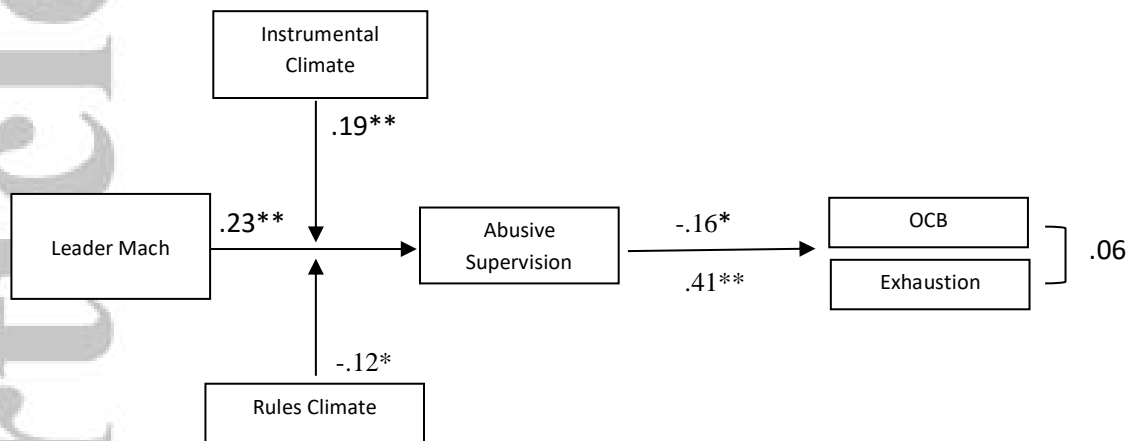 Instrumental
Climate
.19**
.23**
Leader Mach
Abusive
Supervision
-.16*
.41**
OCB
Exhaustion
.06
-.12*
Rules Climate